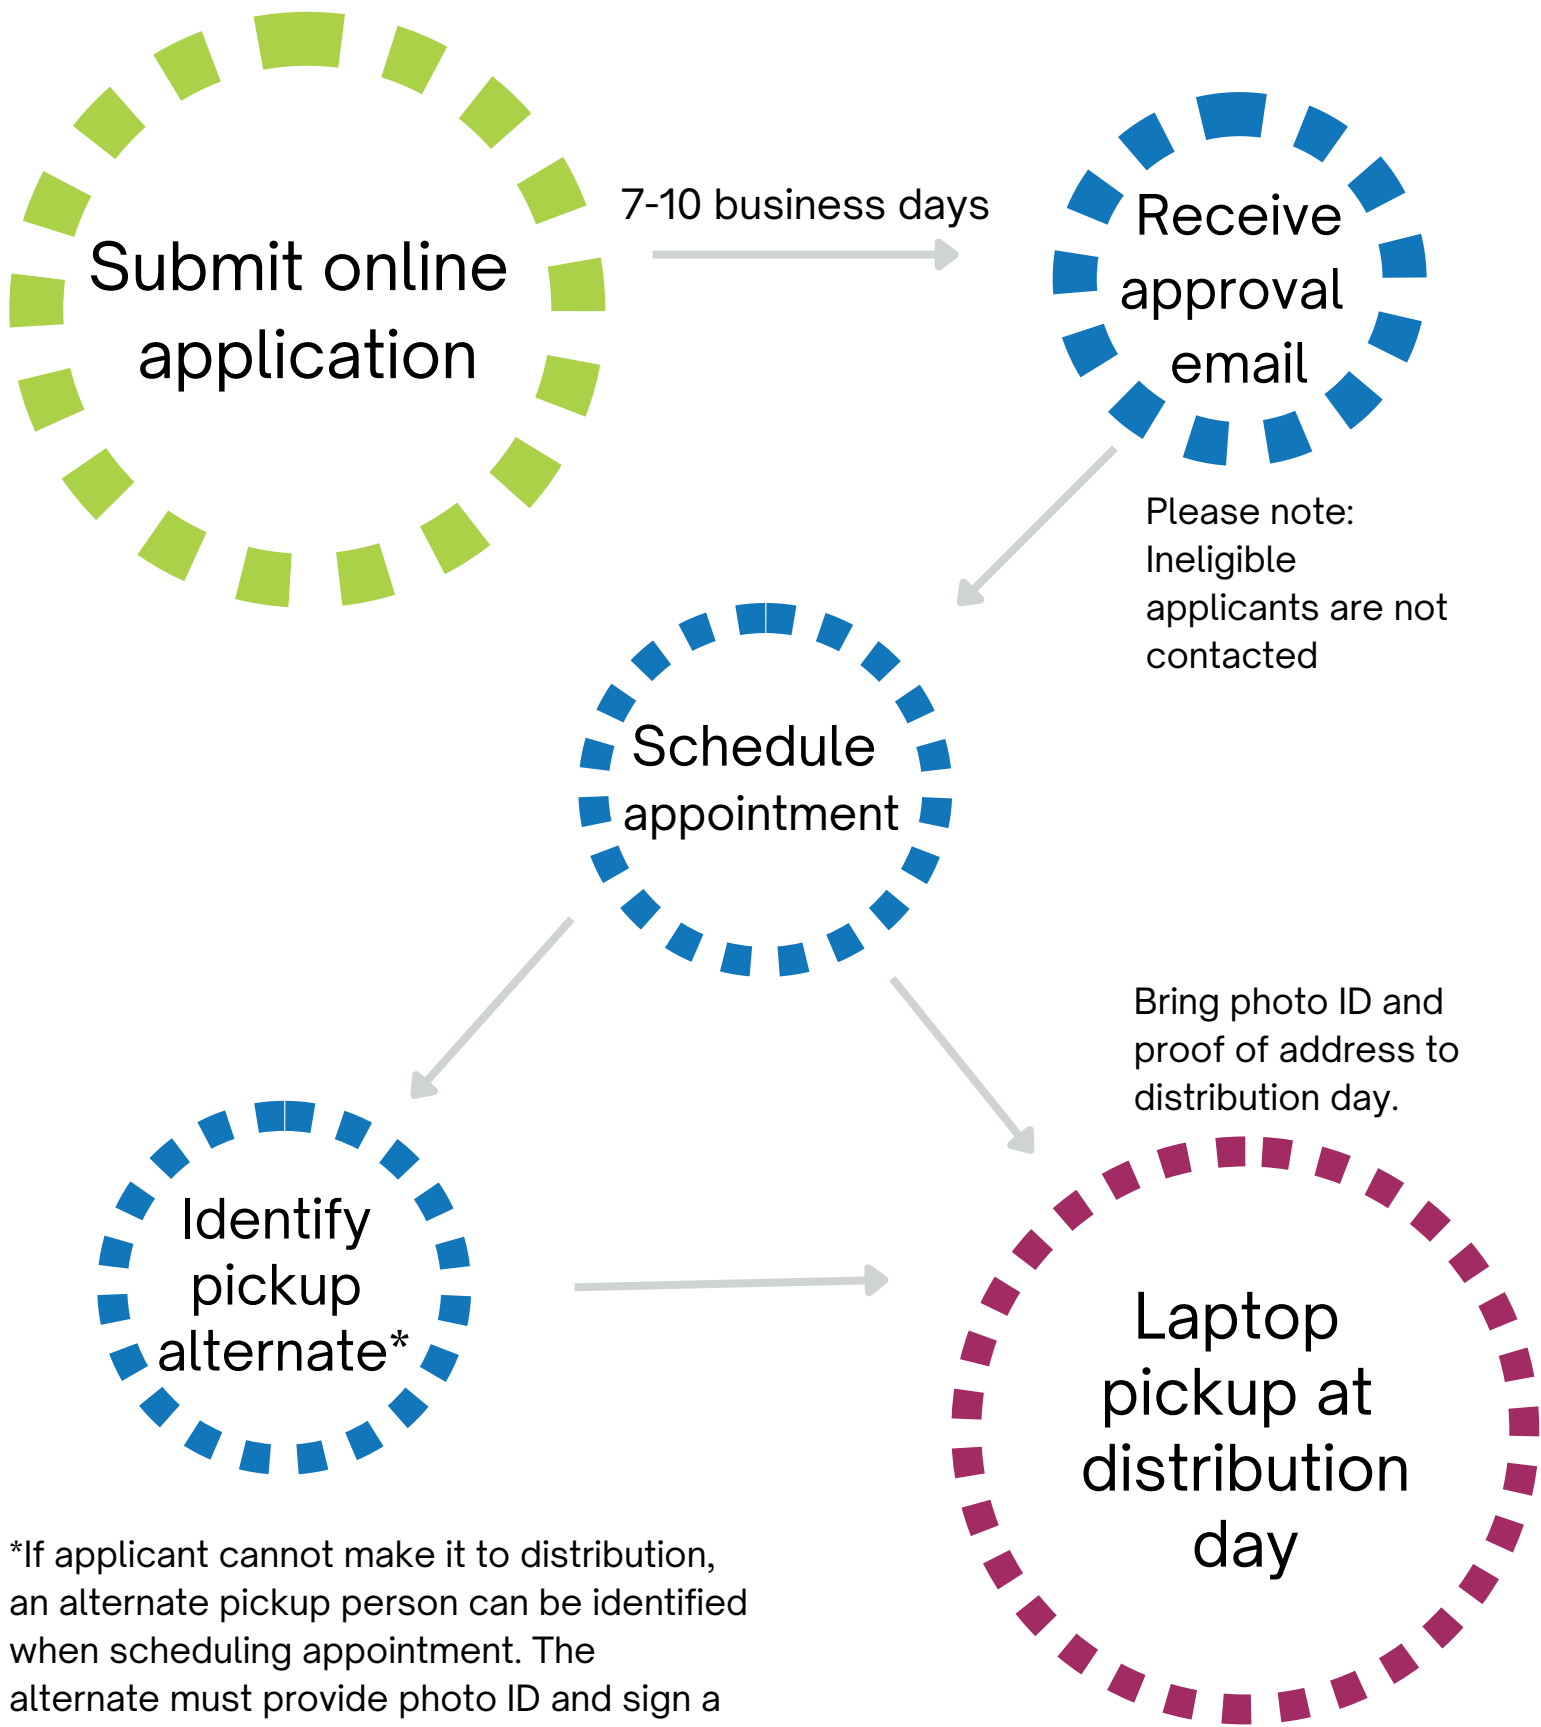 Submit online
application
7-10 business days
Receive
approval
email
Please note:
Ineligible
applicants are not
contacted
Schedule
appointment
Identify
pickup
alternate*
*If applicant cannot make it to distribution,
an alternate pickup person can be identified
when scheduling appointment. The
alternate must provide photo ID and sign a
Bring photo ID and
proof of address to
distribution day.
Laptop
pickup at
distribution
day